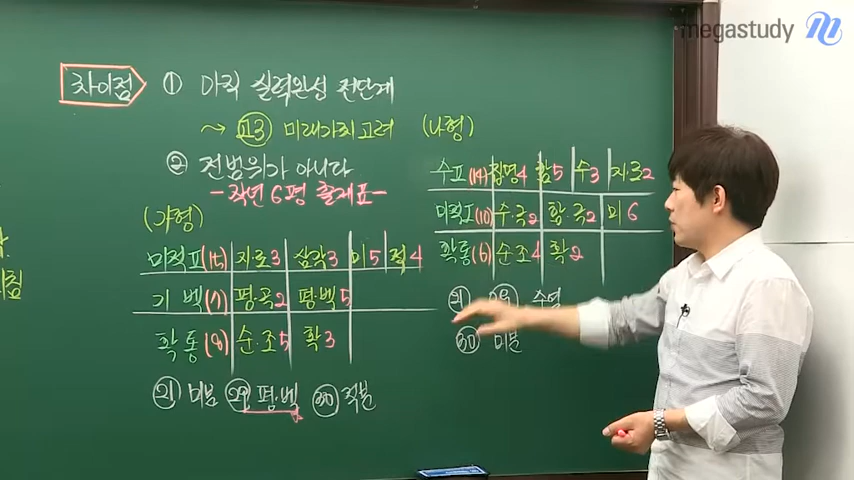 megastudy
차이점 ① 아직 실력완성 전단계
~> 고3 미래가치 고려
② 전범위가 아니다
- 작년 6평 출제표 -
(가형)
미적Ⅱ (15) 지·로3 삼각3 미5 적4
기벡 (7) 평·곡2 평·벡5
확통 (8) 순·조5 확3
㉑ 미분 ㉙ 평·벡 ㉚ 적분
(나형)
수Ⅱ (14) 집명4 함5 수3 지·로2
미적Ⅰ (10) 수·극2 함·극2 미6
확통 (6) 순조4 확2
㉑ ㉙ 수열
㉚ 미분